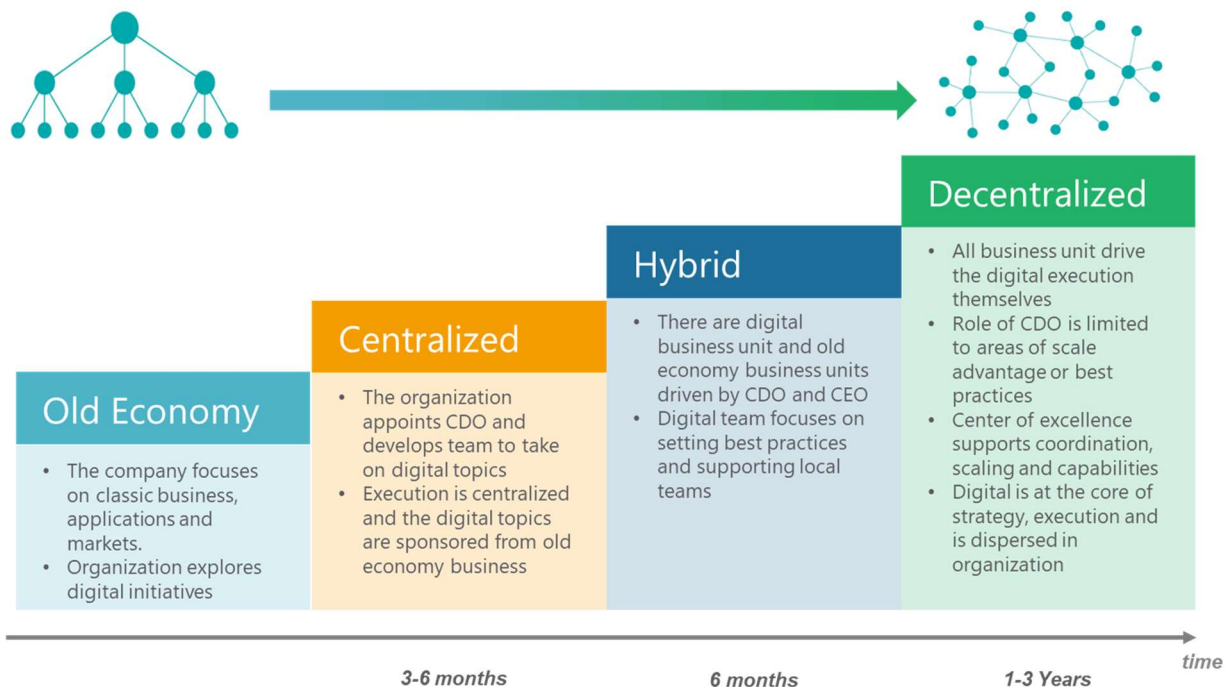 Old Economy
• The company focuses
on classic business,
applications and
markets.
• Organization explores
digital initiatives
Centralized
• The organization
appoints CDO and
develops team to take
on digital topics
• Execution is centralized
and the digital topics
are sponsored from old
economy business
Hybrid
• There are digital
business unit and old
economy business units
driven by CDO and CEO
• Digital team focuses on
setting best practices
and supporting local
teams
Decentralized
• All business unit drive
the digital execution
themselves
• Role of CDO is limited
to areas of scale
advantage or best
practices
• Center of excellence
supports coordination,
scaling and capabilities
• Digital is at the core of
strategy, execution and
is dispersed in
organization
time
3-6 months
6 months
1-3 Years